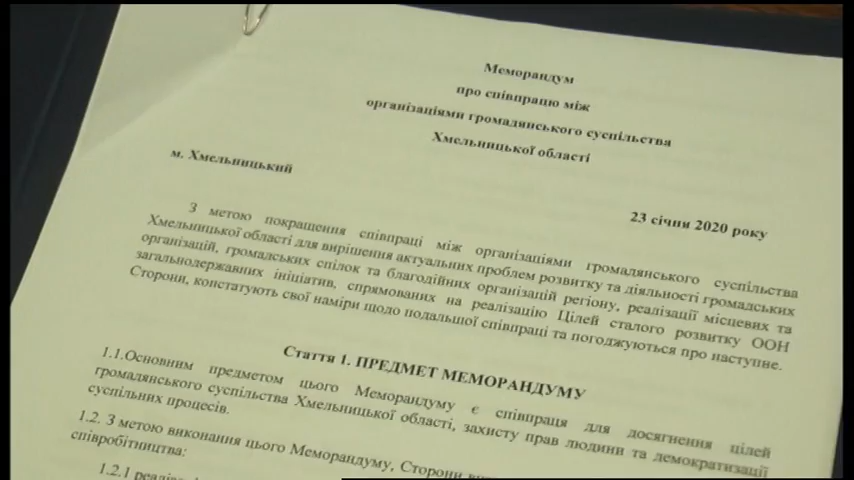 Меморандум
про співпрацю між
організаціями громадянського суспільства
Хмельницької області
м. Хмельницький
23 січня 2020 року
З метою покращення співпраці між організаціями громадянського суспільства
Хмельницької області для вирішення актуальних проблем розвитку та діяльності громадських
організацій, громадських спілок та благодійних організацій регіону, реалізації місцевих та
загальнодержавних ініціатив, спрямованих на реалізацію Цілей сталого розвитку ООН
Сторони, констатують свої наміри щодо подальшої співпраці та погоджуються про наступне.
Стаття 1. ПРЕДМЕТ МЕМОРАНДУМУ
1.1.Основним предметом цього Меморандуму є співпраця для досягнення цілей
громадянського суспільства Хмельницької області, захисту прав людини та демократизації
суспільних процесів.
1.2. З метою виконання цього Меморандуму, Сторони
співробітництва:
1.2.1